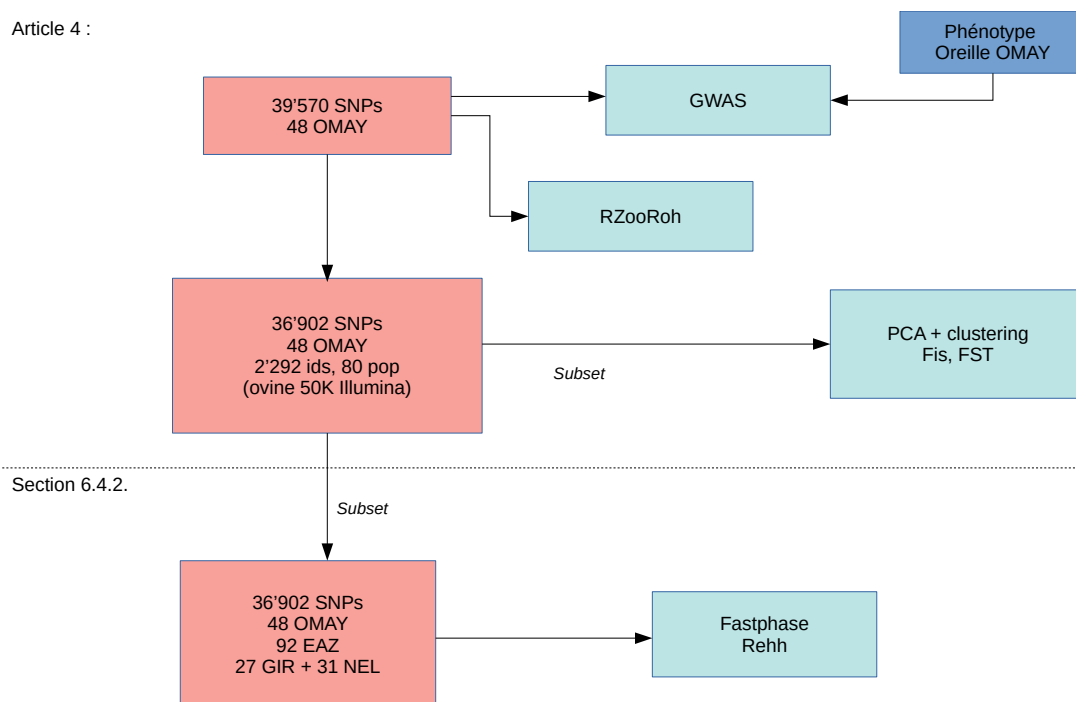 Article 4 :
Phénotype
Oreille OMAY
39'570 SNPs
48 OMAY
GWAS
RZooRoh
36'902 SNPs
48 OMAY
2'292 ids, 80 pop
(ovine 50K Illumina)
Subset
PCA + clustering
Fis, FST
Section 6.4.2.
Subset
36'902 SNPs
48 OMAY
92 EAZ
27 GIR + 31 NEL
Fastphase
Rehh